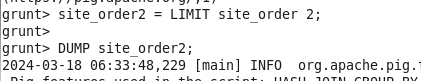 grunt> site_order2 = LIMIT site_order 2;
grunt>
grunt> DUMP site_order2;
2024-03-18 06:33:48,229 [main] INFO  org.apache.pig.t